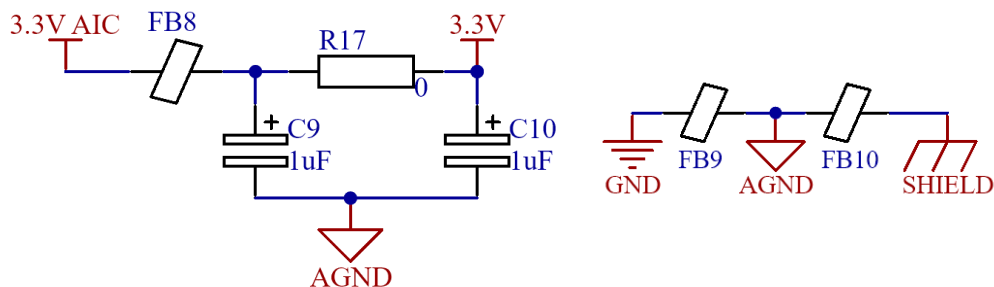 3.3V AIC
FB8
R17
0
3.3V
+
C9
1uF
+
C10
1uF
AGND
FB9
FB10
GND
AGND
SHIELD